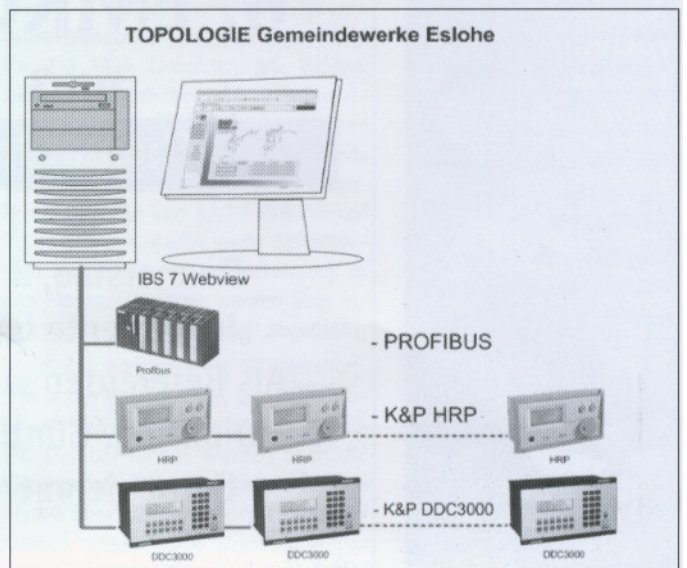 TOPOLOGIE Gemeindewerke Eslohe
IBS 7 Webview
Profibus
- PROFIBUS
- K&P HRP
HRP
HRP
HRP
- K&P DDC3000
DDC3000
DDC3000
DDC3000